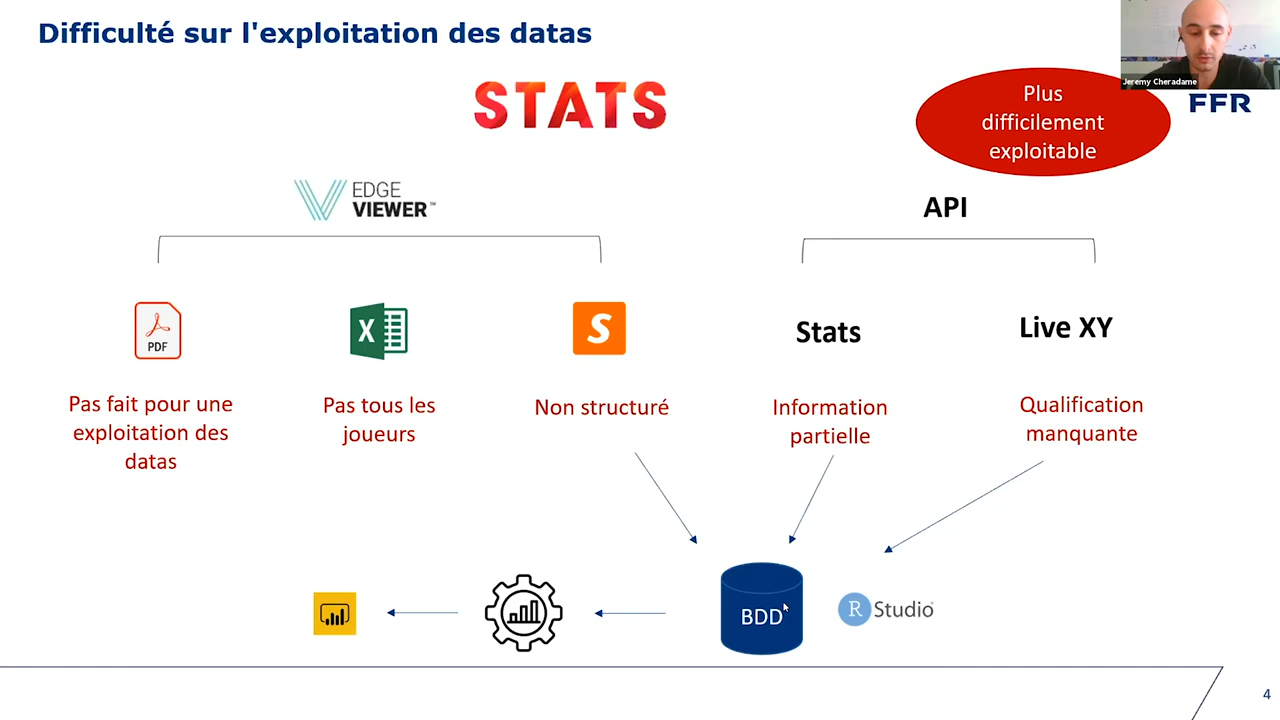 Difficulté sur l'exploitation des datas
Jeremy Cheradame
STATS
FFR
Plus
difficilement
exploitable
EDGE
VIEWER™
API
PDF
X
S
Stats
Live XY
Pas fait pour une
exploitation des
datas
Pas tous les
joueurs
Non structuré
Information
partielle
Qualification
manquante
BDD
R Studio
4